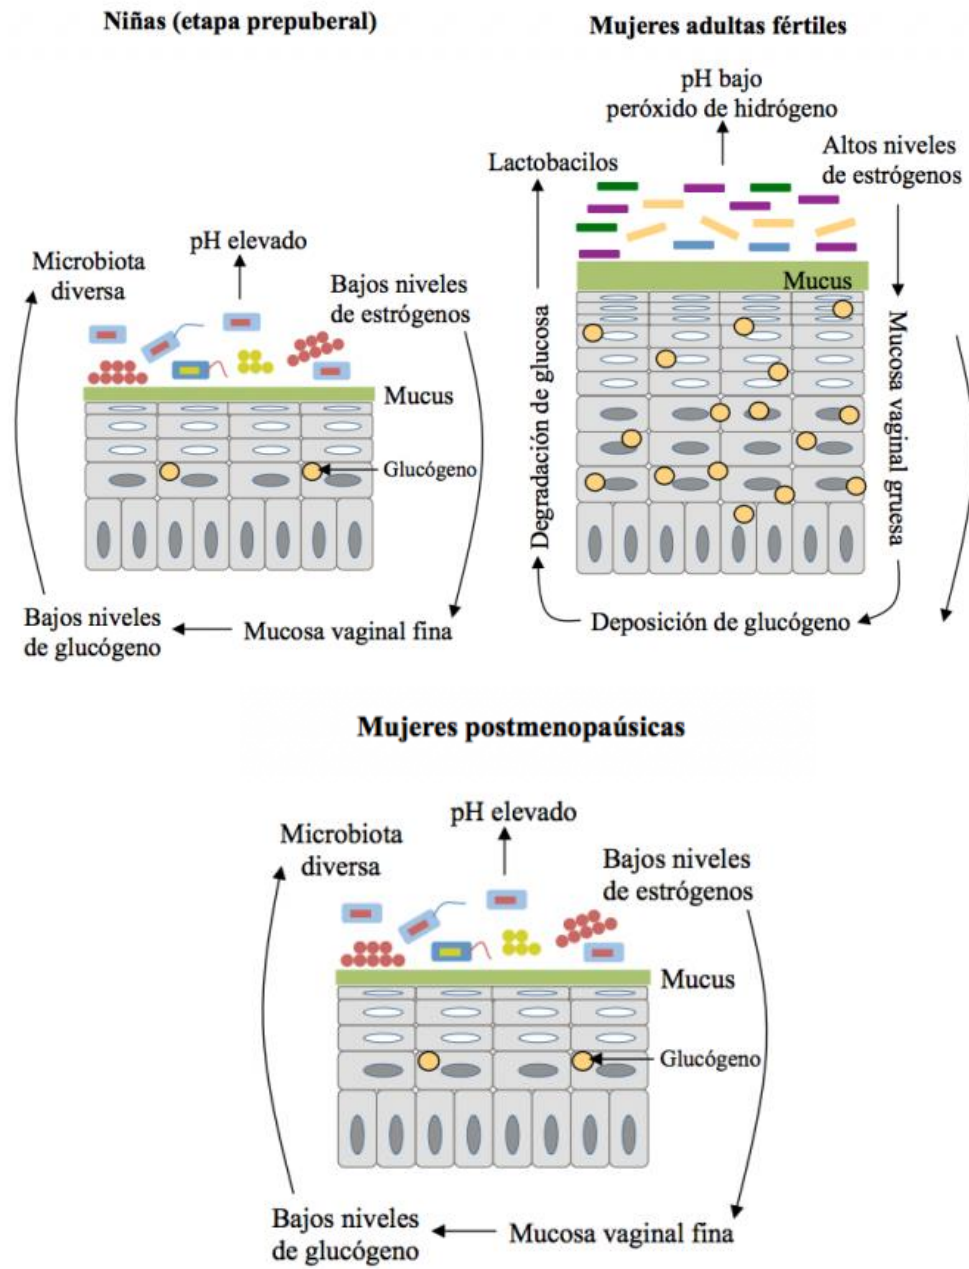 Niñas (etapa prepuberal)
pH elevado
Microbiota
diversa
Bajos niveles
de estrógenos
Mucus
Glucógeno
Bajos niveles
de glucógeno
Mucosa vaginal fina
Mujeres adultas fértiles
pH bajo
peróxido de hidrógeno
Lactobacilos
Altos niveles
de estrógenos
Mucus
Degradación de glucosa
Mucosa vaginal gruesa
Deposición de glucógeno
Mujeres postmenopaúsicas
pH elevado
Microbiota
diversa
Bajos niveles
de estrógenos
Mucus
Glucógeno
Bajos niveles
de glucógeno
Mucosa vaginal fina